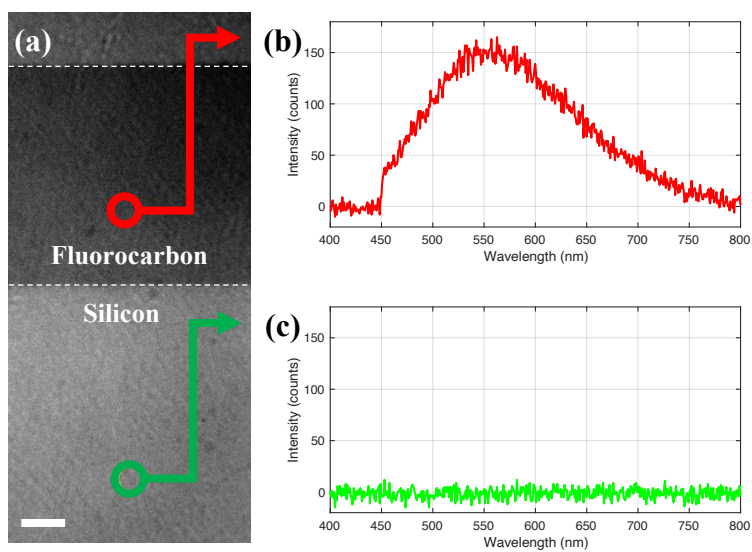 (a)
Fluorocarbon
Silicon
(b)
150
100
50
0
400 450 500 550 600 650 700 750 800
Intensity (counts)
Wavelength (nm)
(c)
150
100
50
0
400 450 500 550 600 650 700 750 800
Intensity (counts)
Wavelength (nm)